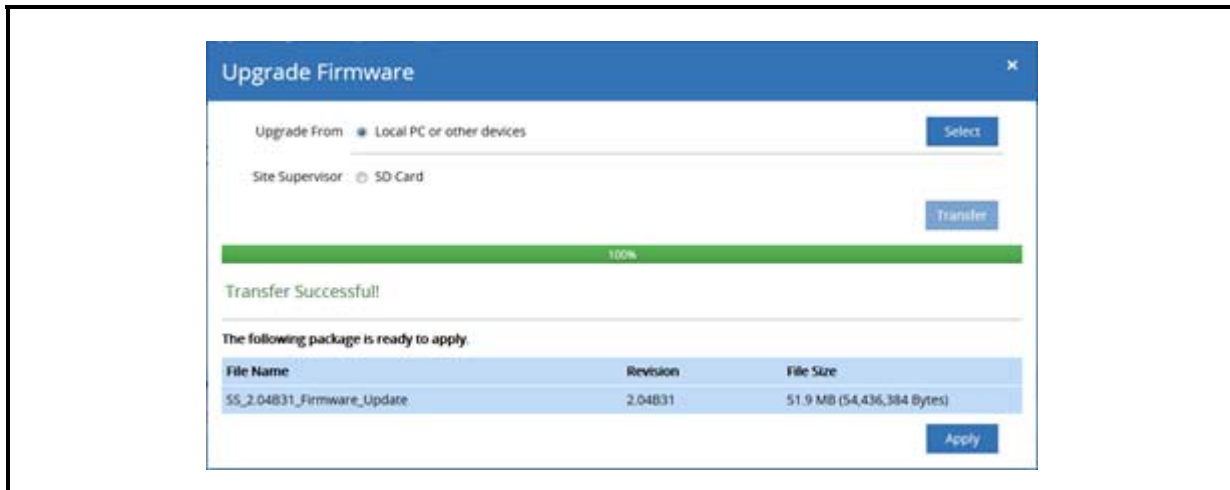 Upgrade Firmware ×
Upgrade From Local PC or other devices Select
Site Supervisor SD Card
Transfer
100%
Transfer Successful!
The following package is ready to apply.
File Name Revision File Size
SS_2.04B31_Firmware_Update 2.04B31 51.9 MB (54,436,384 Bytes)
Apply